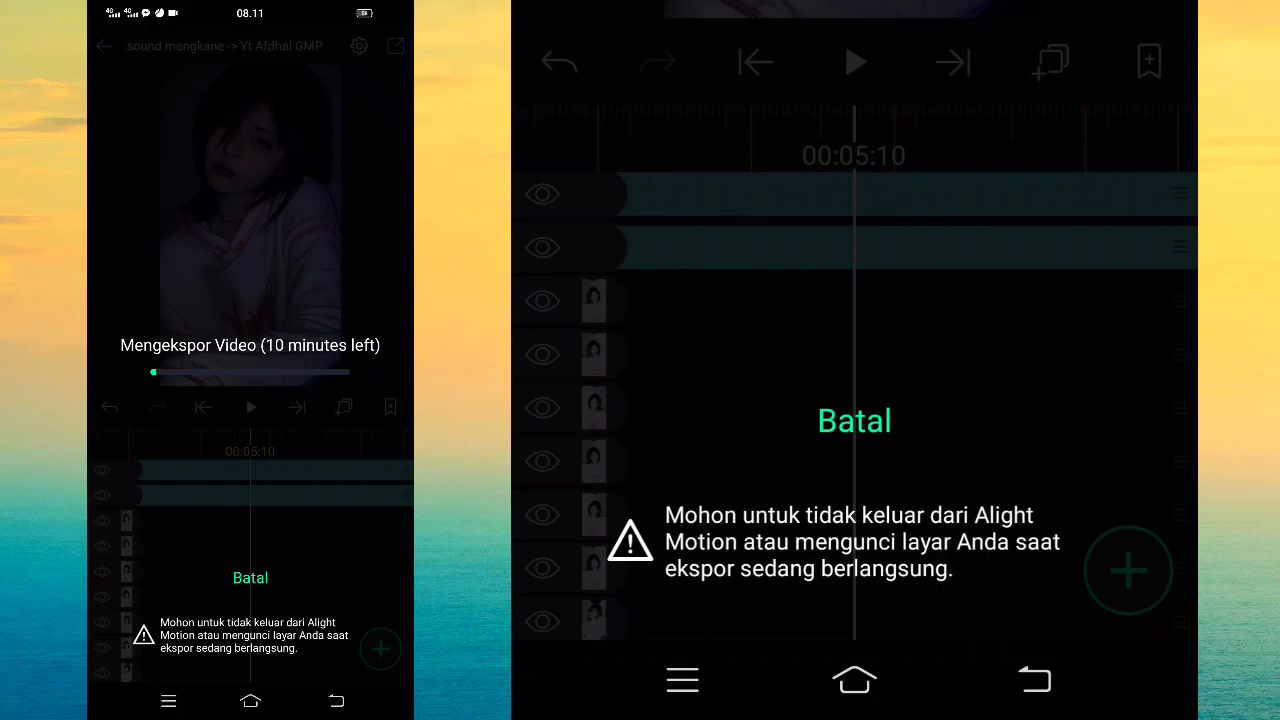 4G 4G 08.11
sound mengkane -> Yt Afdhal GMP
Mengekspor Video (10 minutes left)
00:05:10
Batal
Mohon untuk tidak keluar dari Alight
Motion atau mengunci layar Anda saat
ekspor sedang berlangsung.
00:05:10
Batal
Mohon untuk tidak keluar dari Alight
Motion atau mengunci layar Anda saat
ekspor sedang berlangsung.